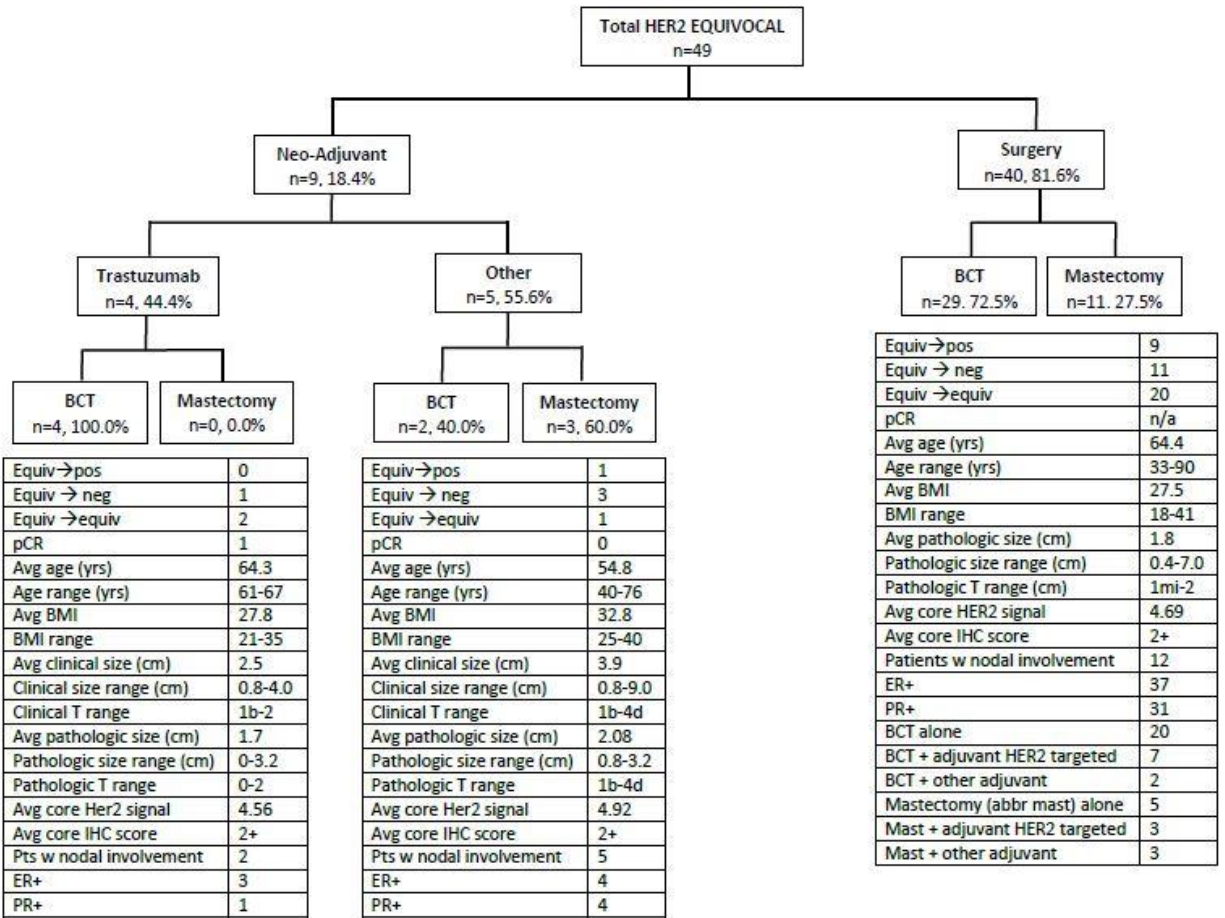 Total HER2 EQUIVOCAL
n=49
Neo-Adjuvant
n=9, 18.4%
Surgery
n=40, 81.6%
Trastuzumab
n=4, 44.4%
Other
n=5, 55.6%
BCT
n=29. 72.5%
Mastectomy
n=11. 27.5%
BCT
n=4, 100.0%
Mastectomy
n=0, 0.0%
BCT
n=2, 40.0%
Mastectomy
n=3, 60.0%
Equiv→pos 0
Equiv → neg 1
Equiv →equiv 2
pCR 1
Avg age (yrs) 64.3
Age range (yrs) 61-67
Avg BMI 27.8
BMI range 21-35
Avg clinical size (cm) 2.5
Clinical size range (cm) 0.8-4.0
Clinical T range 1b-2
Avg pathologic size (cm) 1.7
Pathologic size range (cm) 0-3.2
Pathologic T range 0-2
Avg core Her2 signal 4.56
Avg core IHC score 2+
Pts w nodal involvement 2
ER+ 3
PR+ 1
Equiv→pos 1
Equiv → neg 3
Equiv →equiv 1
pCR 0
Avg age (yrs) 54.8
Age range (yrs) 40-76
Avg BMI 32.8
BMI range 25-40
Avg clinical size (cm) 3.9
Clinical size range (cm) 0.8-9.0
Clinical T range 1b-4d
Avg pathologic size (cm) 2.08
Pathologic size range (cm) 0.8-3.2
Pathologic T range 1b-4d
Avg core Her2 signal 4.92
Avg core IHC score 2+
Pts w nodal involvement 5
ER+ 4
PR+ 4
Equiv→pos 9
Equiv → neg 11
Equiv →equiv 20
pCR n/a
Avg age (yrs) 64.4
Age range (yrs) 33-90
Avg BMI 27.5
BMI range 18-41
Avg pathologic size (cm) 1.8
Pathologic size range (cm) 0.4-7.0
Pathologic T range (cm) 1mi-2
Avg core HER2 signal 4.69
Avg core IHC score 2+
Patients w nodal involvement 12
ER+ 37
PR+ 31
BCT alone 20
BCT + adjuvant HER2 targeted 7
BCT + other adjuvant 2
Mastectomy (abbr mast) alone 5
Mast + adjuvant HER2 targeted 3
Mast + other adjuvant 3